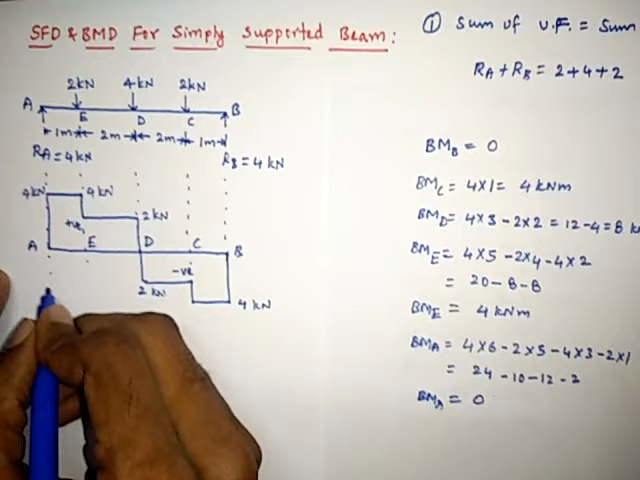 SFD & BMD For Simply Supported Beam:
① Sum of V.F. = Sum
RA + RB = 2+4+2
2kN 4kN 2kN
A B
E D C
1m 2m 2m 1m
RA = 4kN RB = 4 kN
4kN 4kN
2kN
+ve
A E D C B
-ve
2 kN
4 kN
BMB = 0
BMC = 4×1 = 4 kNm
BMD = 4×3 - 2×2 = 12-4 = 8 k
BME = 4×5 - 2×4 - 4×2
= 20-8-8
BME = 4 kNm
BMA = 4×6 - 2×5 - 4×3 - 2×1
= 24 - 10 - 12 - 2
BMA = 0